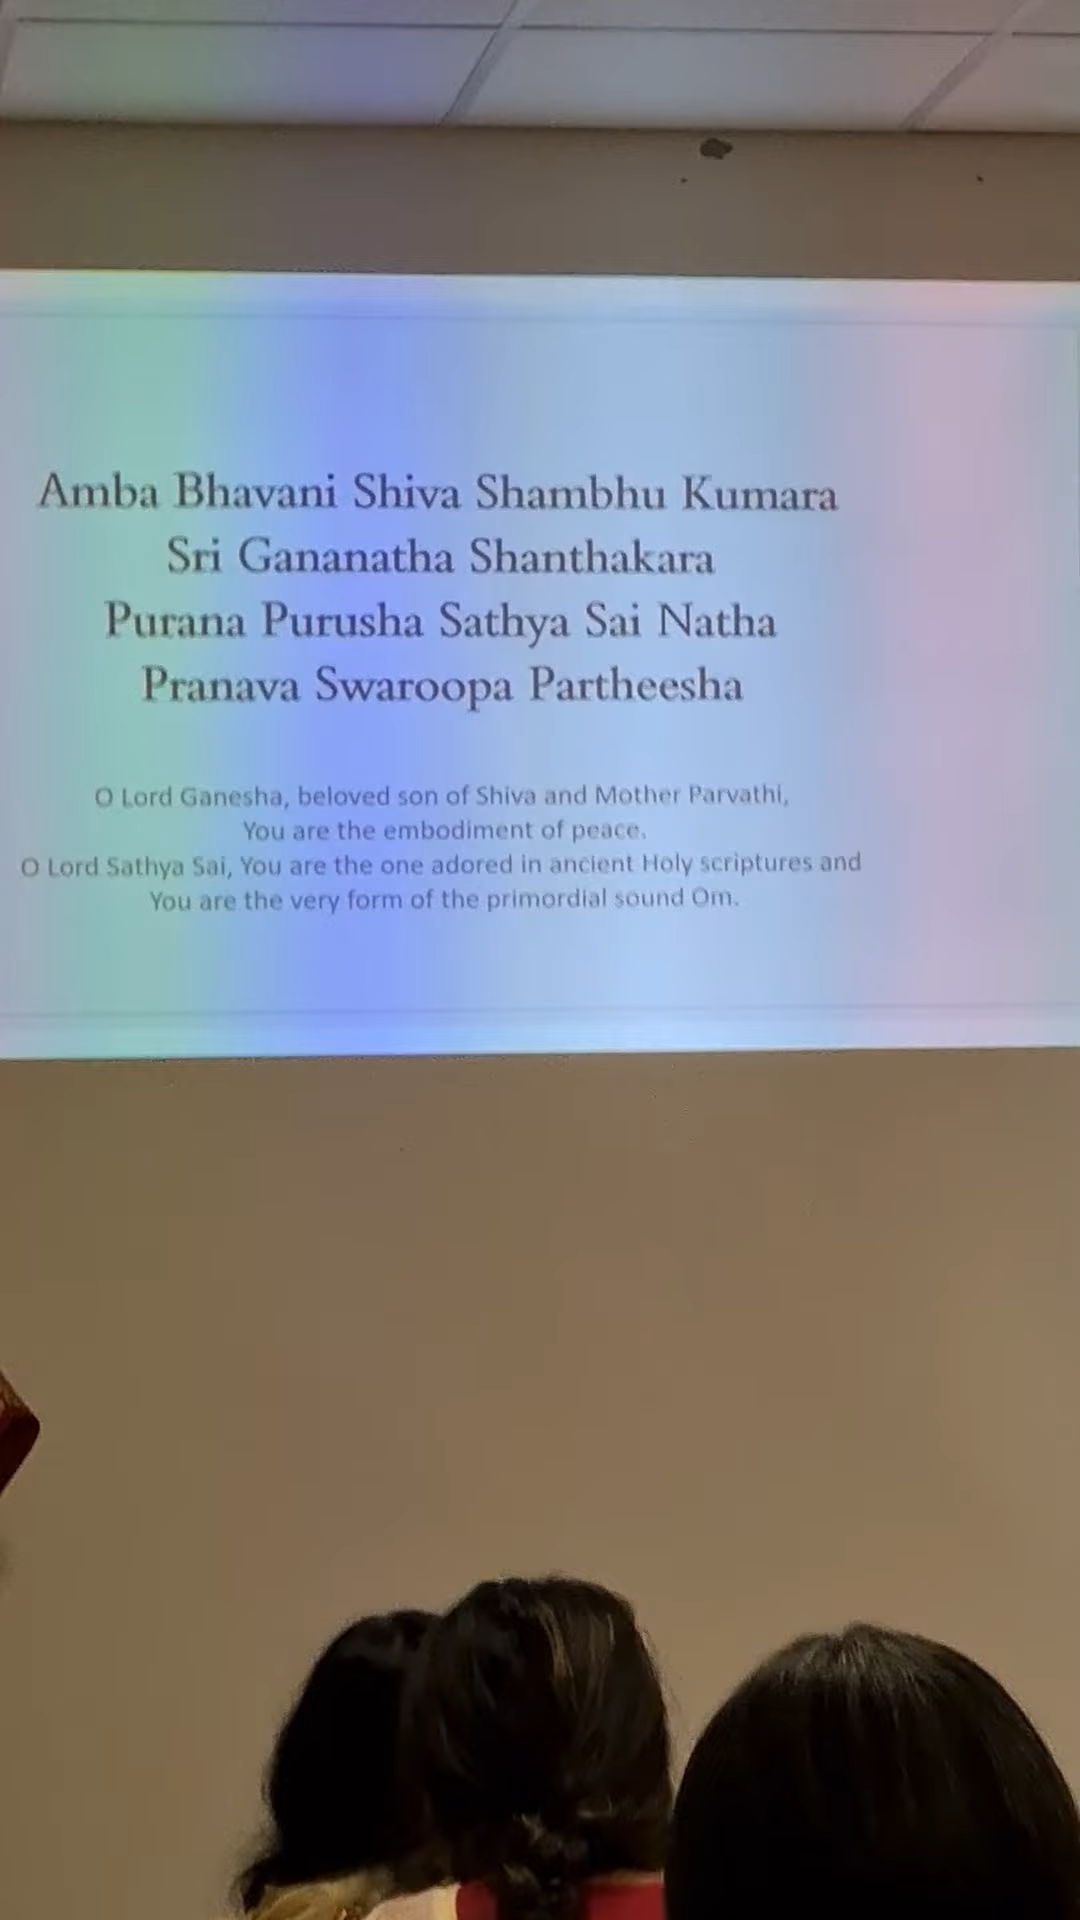 Amba Bhavani Shiva Shambhu Kumara
Sri Gananatha Shanthakara
Purana Purusha Sathya Sai Natha
Pranava Swaroopa Partheesha
O Lord Ganesha, beloved son of Shiva and Mother Parvathi,
You are the embodiment of peace.
O Lord Sathya Sai, You are the one adored in ancient Holy scriptures and
You are the very form of the primordial sound Om.